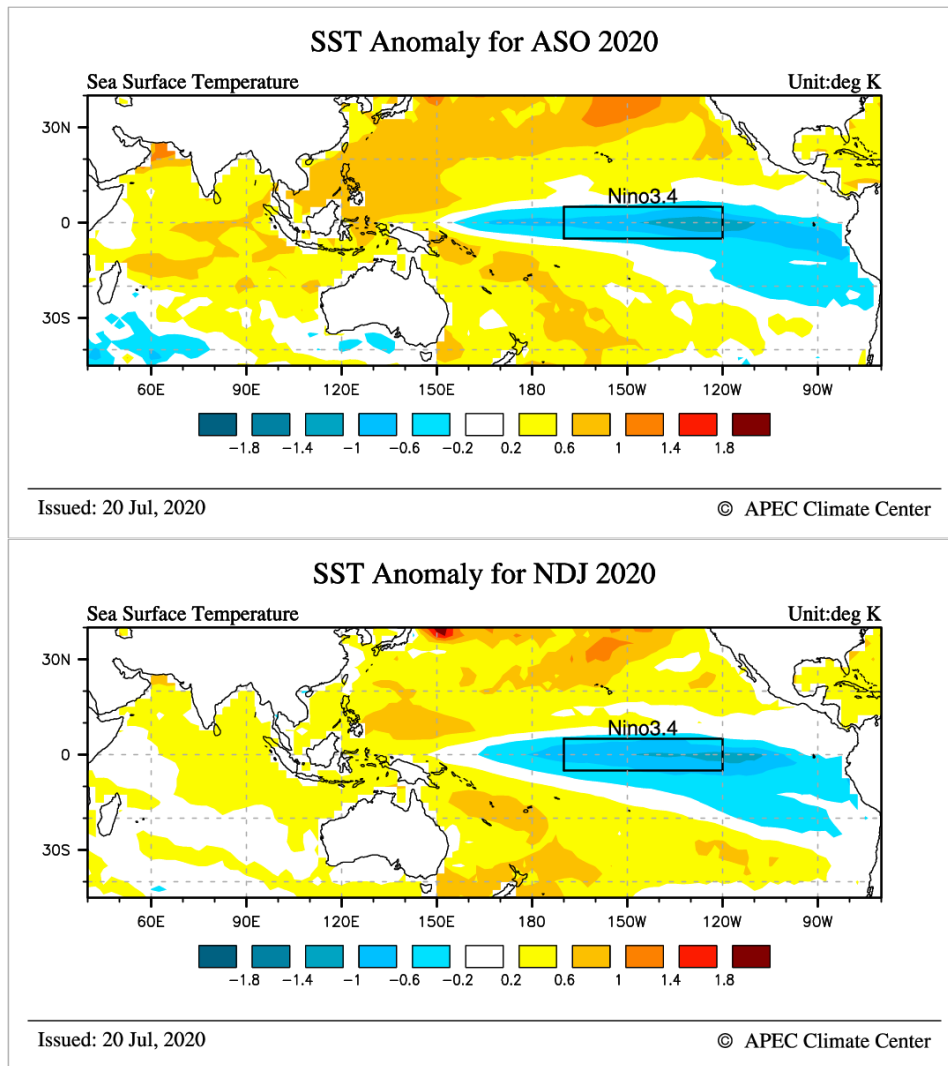 SST Anomaly for ASO 2020
Sea Surface Temperature Unit:deg K
30N
Nino3.4
0
30S
60E 90E 120E 150E 180 150W 120W 90W
−1.8 −1.4 −1 −0.6 −0.2 0.2 0.6 1 1.4 1.8
Issued: 20 Jul, 2020 © APEC Climate Center
SST Anomaly for NDJ 2020
Sea Surface Temperature Unit:deg K
30N
Nino3.4
0
30S
60E 90E 120E 150E 180 150W 120W 90W
−1.8 −1.4 −1 −0.6 −0.2 0.2 0.6 1 1.4 1.8
Issued: 20 Jul, 2020 © APEC Climate Center